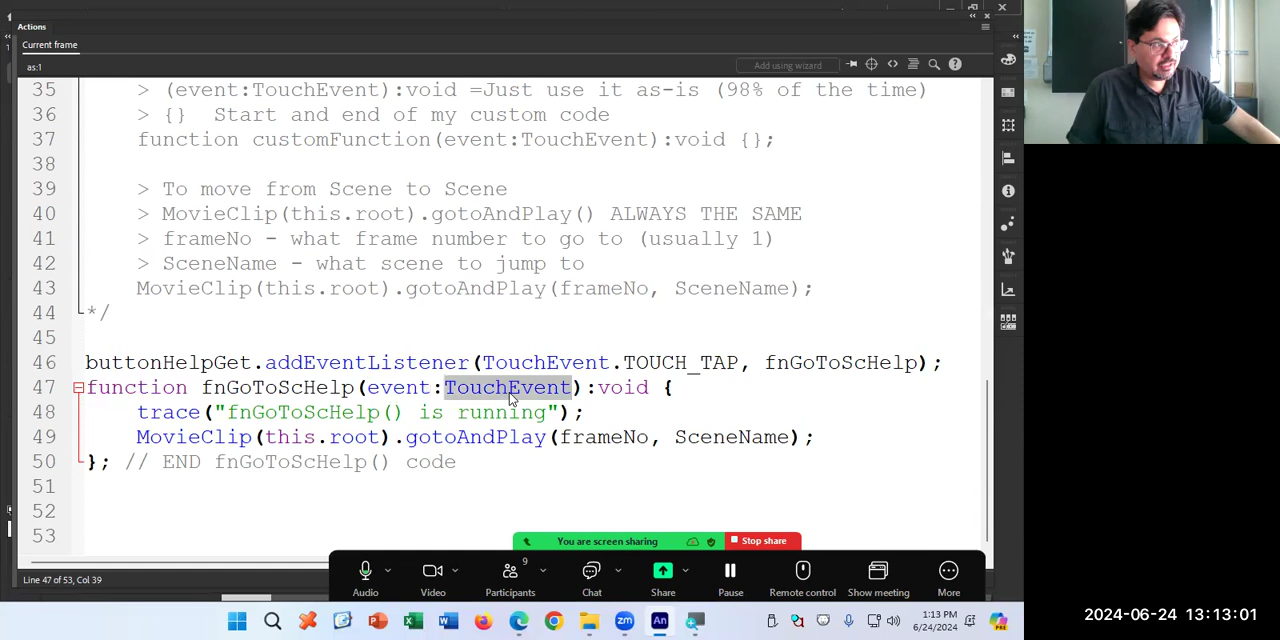 Actions
Current frame
as:1
Add using wizard
35 > (event:TouchEvent):void =Just use it as-is (98% of the time)
36 > {} Start and end of my custom code
37 function customFunction(event:TouchEvent):void {};
38
39 > To move from Scene to Scene
40 > MovieClip(this.root).gotoAndPlay() ALWAYS THE SAME
41 > frameNo - what frame number to go to (usually 1)
42 > SceneName - what scene to jump to
43 MovieClip(this.root).gotoAndPlay(frameNo, SceneName);
44 */
45
46 buttonHelpGet.addEventListener(TouchEvent.TOUCH_TAP, fnGoToScHelp);
47 function fnGoToScHelp(event:TouchEvent):void {
48 trace("fnGoToScHelp() is running");
49 MovieClip(this.root).gotoAndPlay(frameNo, SceneName);
50 }; // END fnGoToScHelp() code
51
52
53
You are screen sharing Stop share
Line 47 of 53, Col 39
9
Audio Video Participants Chat Share Pause Remote control Show meeting More
1:13 PM
6/24/2024
2024-06-24 13:13:01